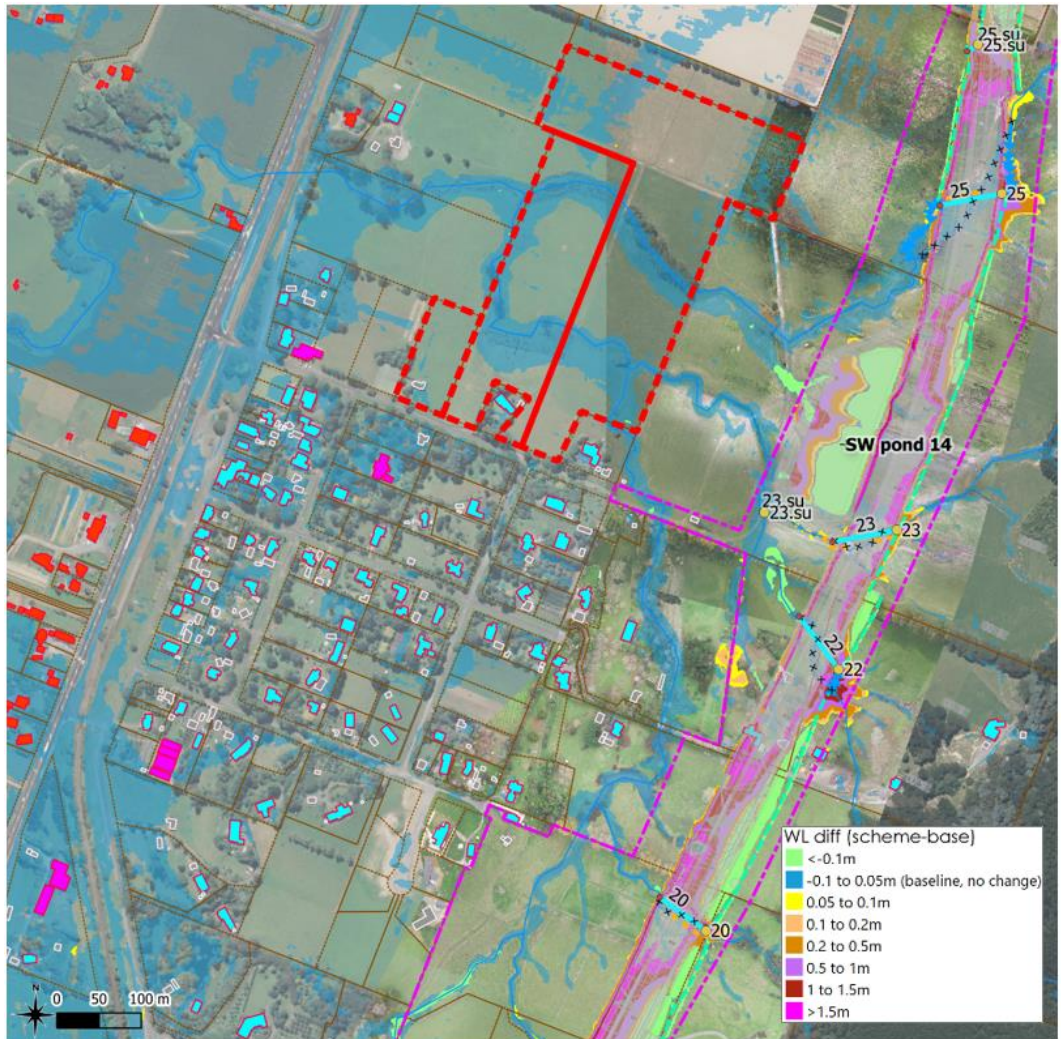 25.su
25.su
25
25
SW pond 14
23.su
23.su
23
23
22
22
20
20
WL diff (scheme-base)
<-0.1m
-0.1 to 0.05m (baseline, no change)
0.05 to 0.1m
0.1 to 0.2m
0.2 to 0.5m
0.5 to 1m
1 to 1.5m
>1.5m
0 50 100 m